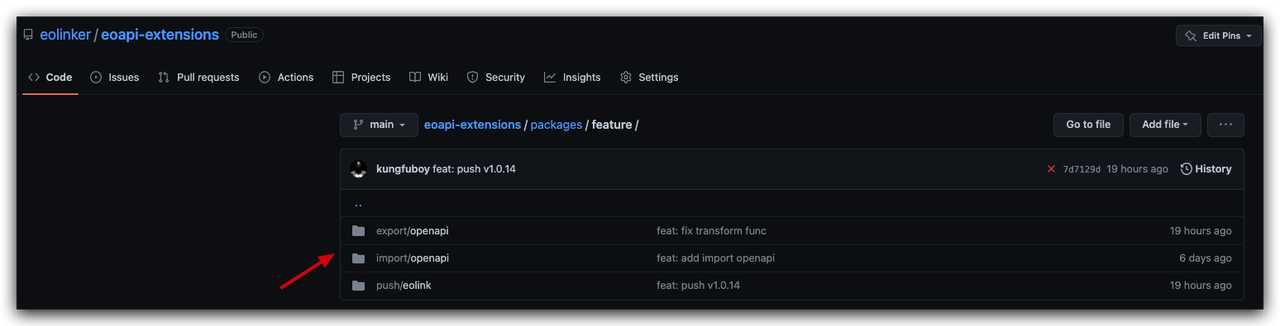 eolinker / eoapi-extensions Public Edit Pins
Code Issues Pull requests Actions Projects Wiki Security Insights Settings
main eoapi-extensions / packages / feature / Go to file Add file ···
kungfuboy feat: push v1.0.14 7d7129d 19 hours ago History
..
export/openapi feat: fix transform func 19 hours ago
import/openapi feat: add import openapi 6 days ago
push/eolink feat: push v1.0.14 19 hours ago